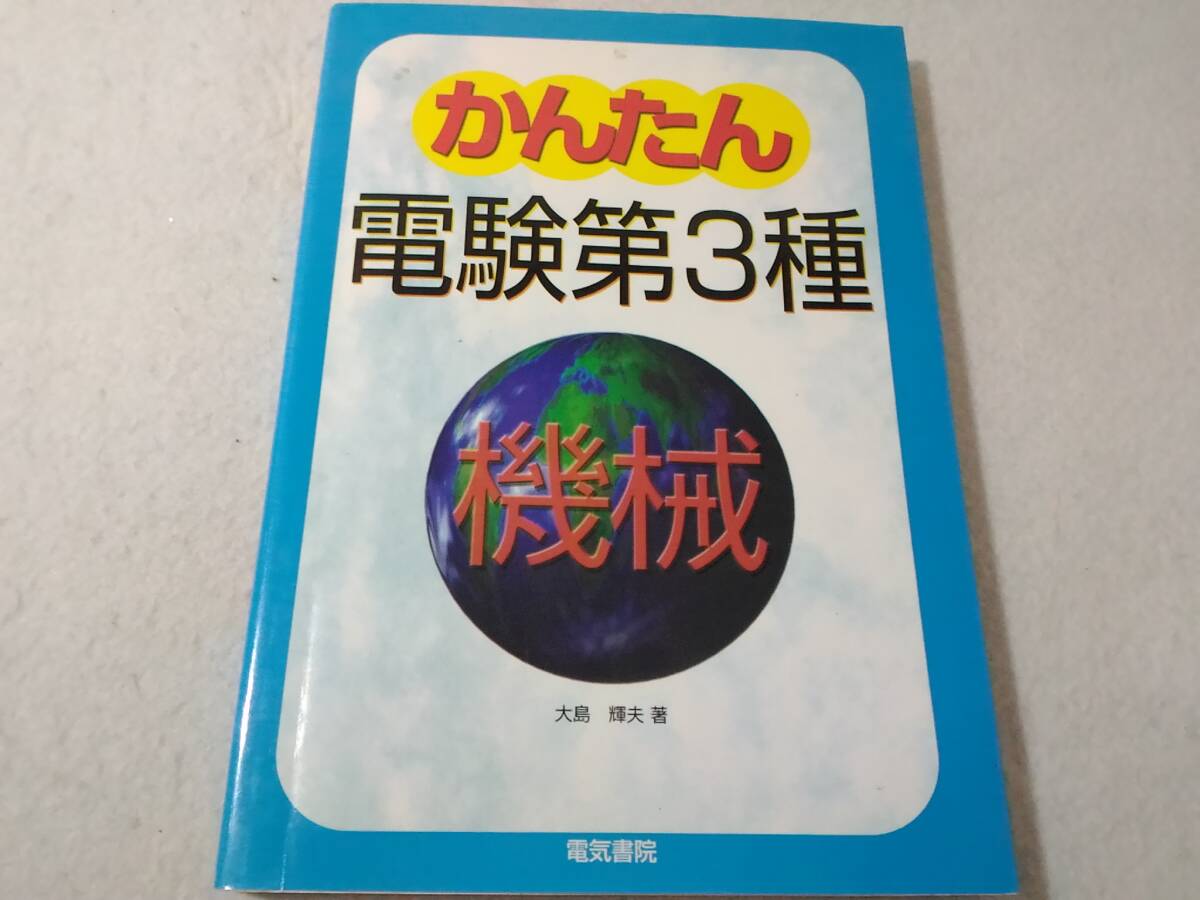 かんたん
電験第3種
機械
大島 輝夫 著
電気書院